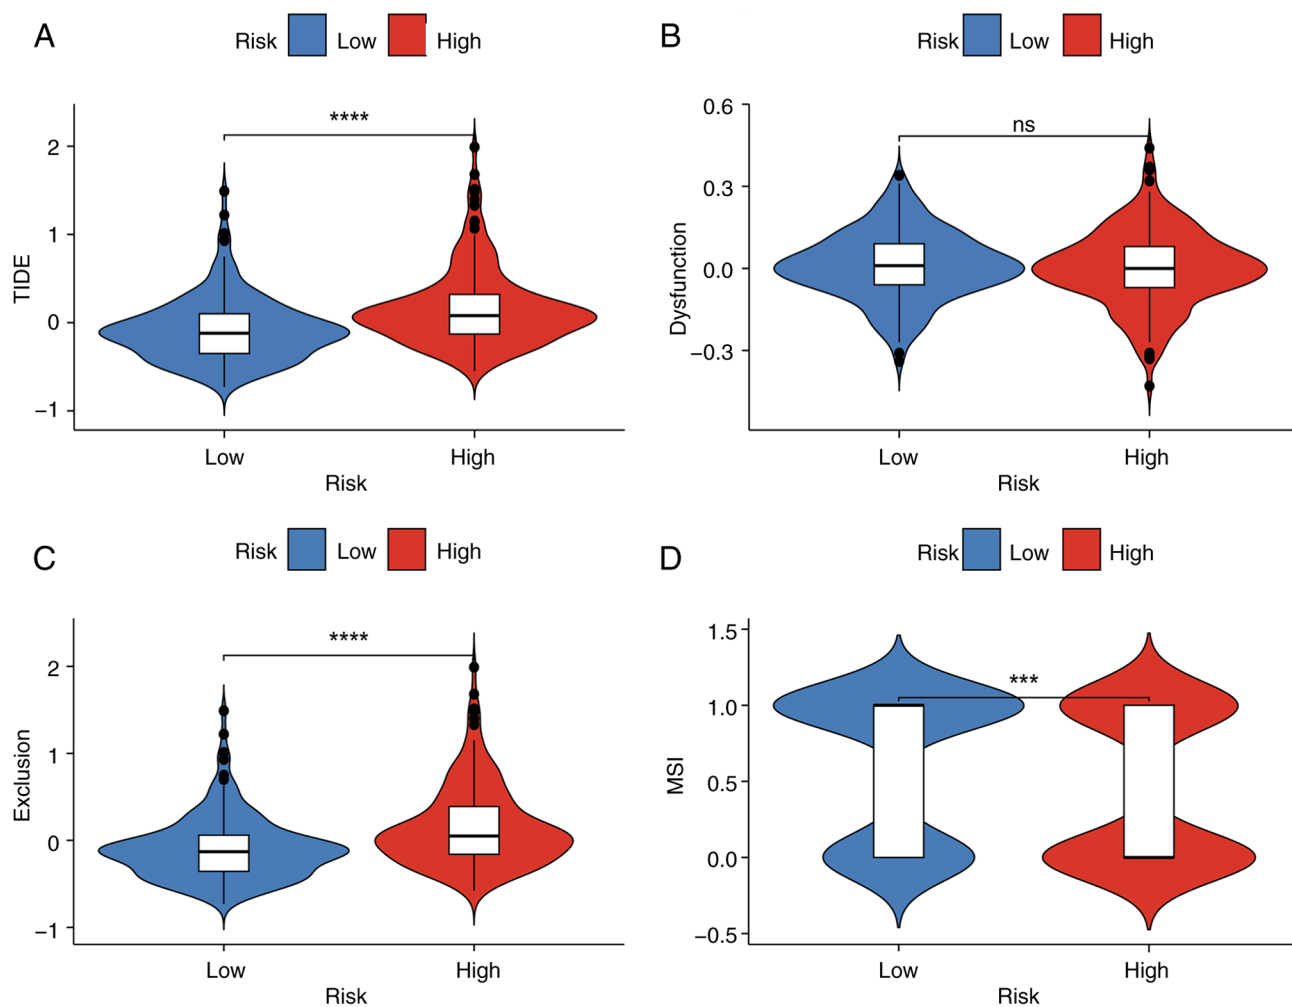 A
Risk Low High
****
TIDE
2
1
0
−1
Low High
Risk
B
Risk Low High
ns
Dysfunction
0.6
0.3
0.0
−0.3
Low High
Risk
C
Risk Low High
****
Exclusion
2
1
0
−1
Low High
Risk
D
Risk Low High
***
MSI
1.5
1.0
0.5
0.0
−0.5
Low High
Risk